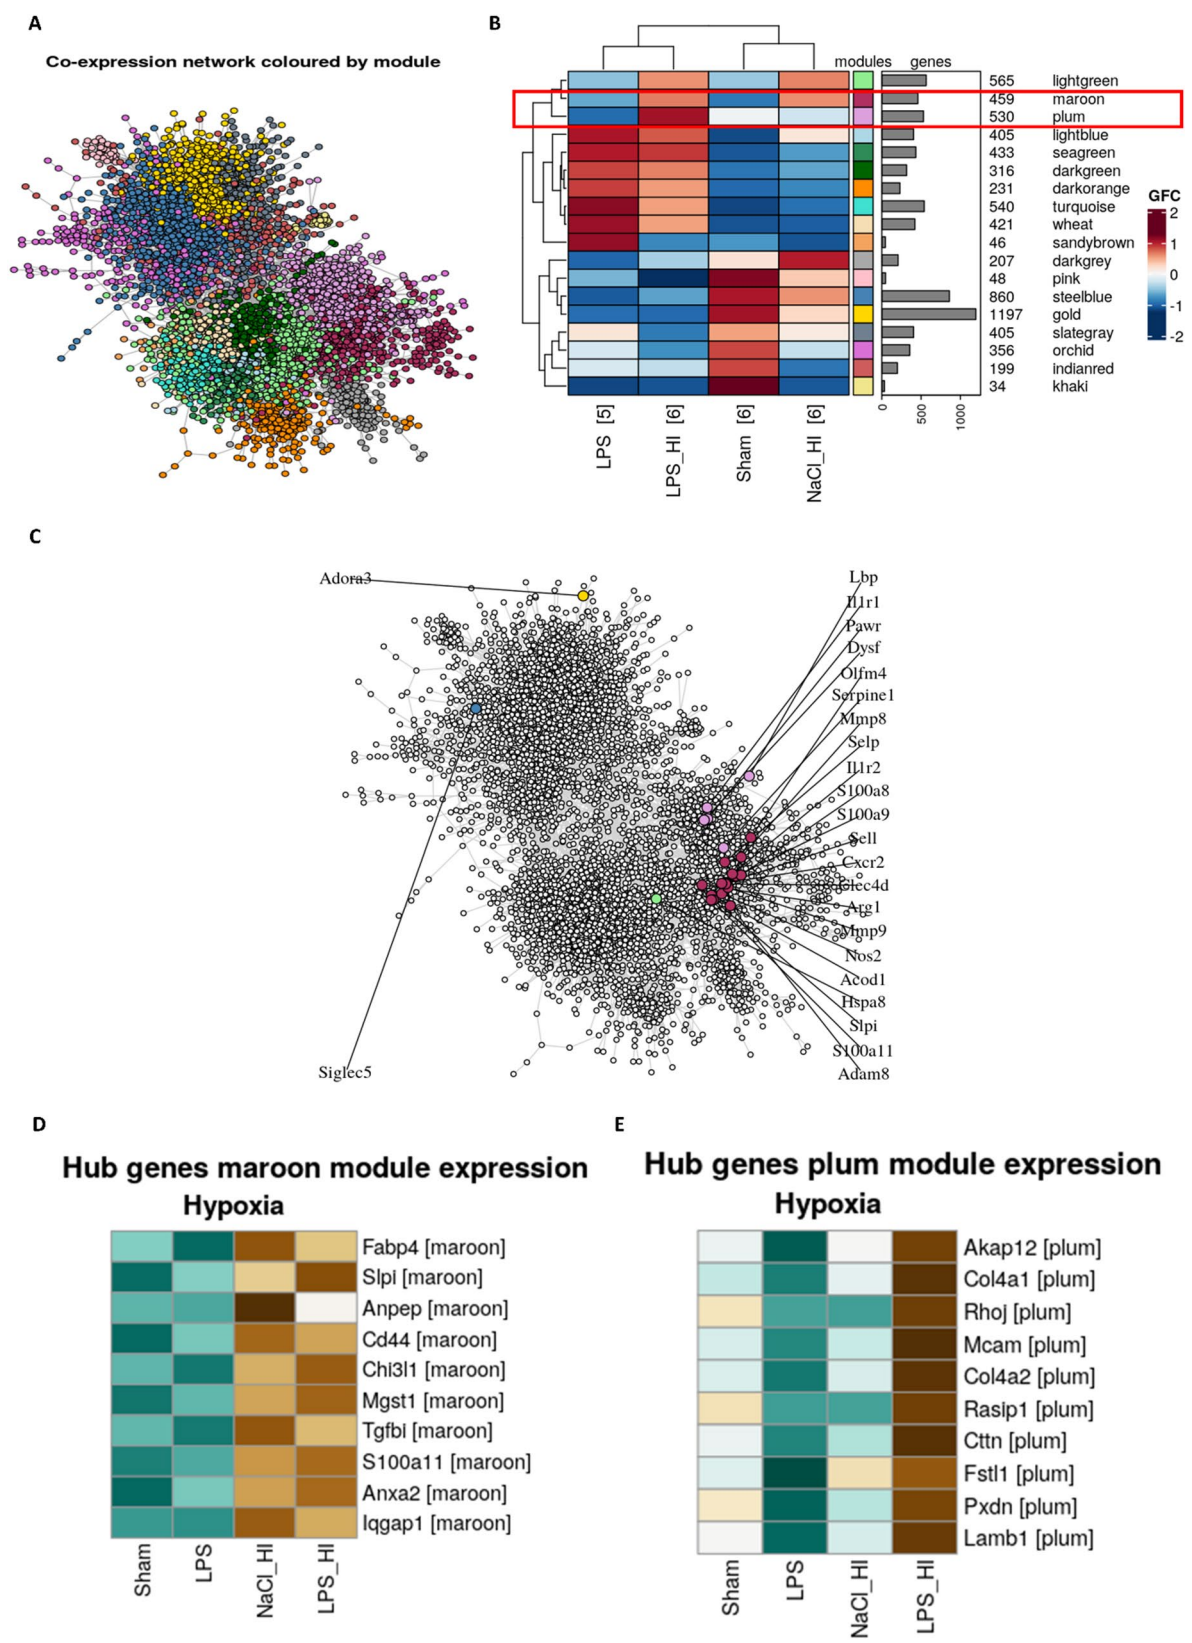 A
Co-expression network coloured by module
B
modules genes
565 lightgreen
459 maroon
530 plum
405 lightblue
433 seagreen
316 darkgreen
231 darkorange
540 turquoise
421 wheat
46 sandybrown
207 darkgrey
48 pink
860 steelblue
1197 gold
405 slategray
356 orchid
199 indianred
34 khaki
GFC
2
1
0
-1
-2
0
500
1000
LPS [5]
LPS_HI [6]
Sham [6]
NaCl_HI [6]
C
Adora3
Siglec5
Lbp
Il1r1
Pawr
Dysf
Olfm4
Serpine1
Mmp8
Selp
Il1r2
S100a8
S100a9
Sell
Cxcr2
Clec4d
Arg1
Mmp9
Nos2
Acod1
Hspa8
Slpi
S100a11
Adam8
D
Hub genes maroon module expression
Hypoxia
Fabp4 [maroon]
Slpi [maroon]
Anpep [maroon]
Cd44 [maroon]
Chi3l1 [maroon]
Mgst1 [maroon]
Tgfbi [maroon]
S100a11 [maroon]
Anxa2 [maroon]
Iqgap1 [maroon]
Sham
LPS
NaCl_HI
LPS_HI
E
Hub genes plum module expression
Hypoxia
Akap12 [plum]
Col4a1 [plum]
Rhoj [plum]
Mcam [plum]
Col4a2 [plum]
Rasip1 [plum]
Cttn [plum]
Fstl1 [plum]
Pxdn [plum]
Lamb1 [plum]
Sham
LPS
NaCl_HI
LPS_HI